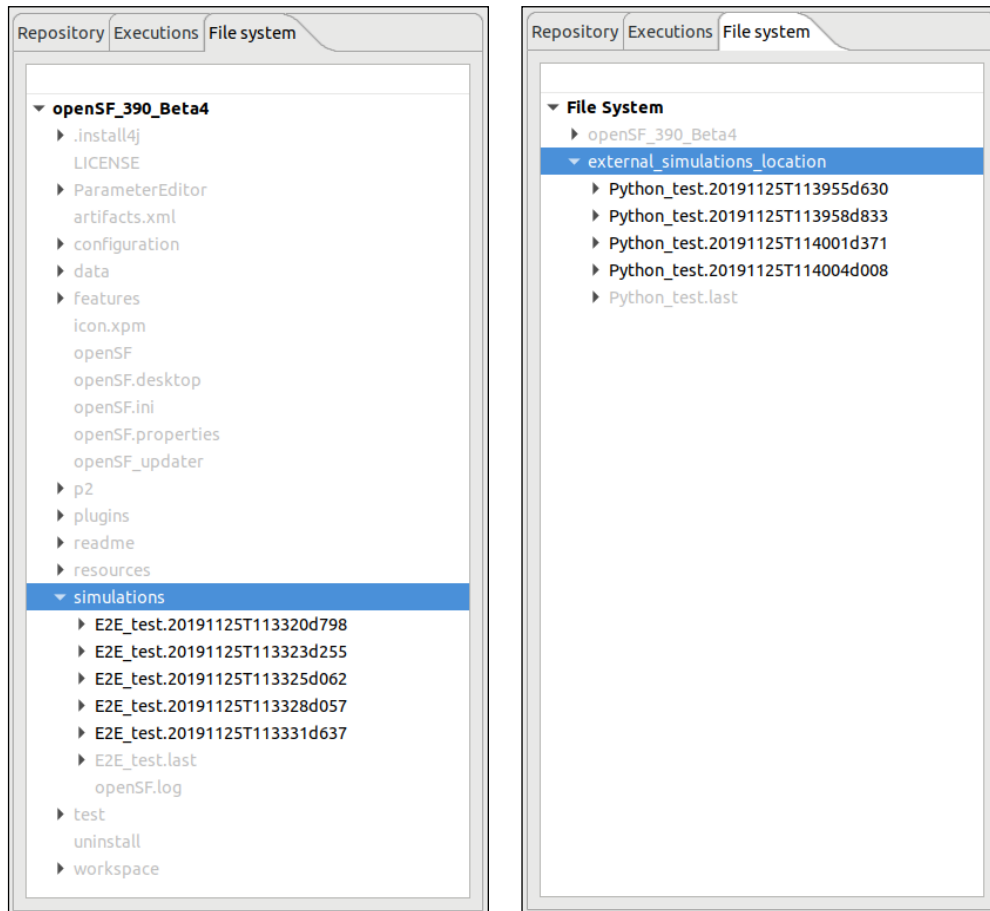 Repository Executions File system
openSF_390_Beta4
.install4j
LICENSE
ParameterEditor
artifacts.xml
configuration
data
features
icon.xpm
openSF
openSF.desktop
openSF.ini
openSF.properties
openSF_updater
p2
plugins
readme
resources
simulations
E2E_test.20191125T113320d798
E2E_test.20191125T113323d255
E2E_test.20191125T113325d062
E2E_test.20191125T113328d057
E2E_test.20191125T113331d637
E2E_test.last
openSF.log
test
uninstall
workspace
Repository Executions File system
File System
openSF_390_Beta4
external_simulations_location
Python_test.20191125T113955d630
Python_test.20191125T113958d833
Python_test.20191125T114001d371
Python_test.20191125T114004d008
Python_test.last